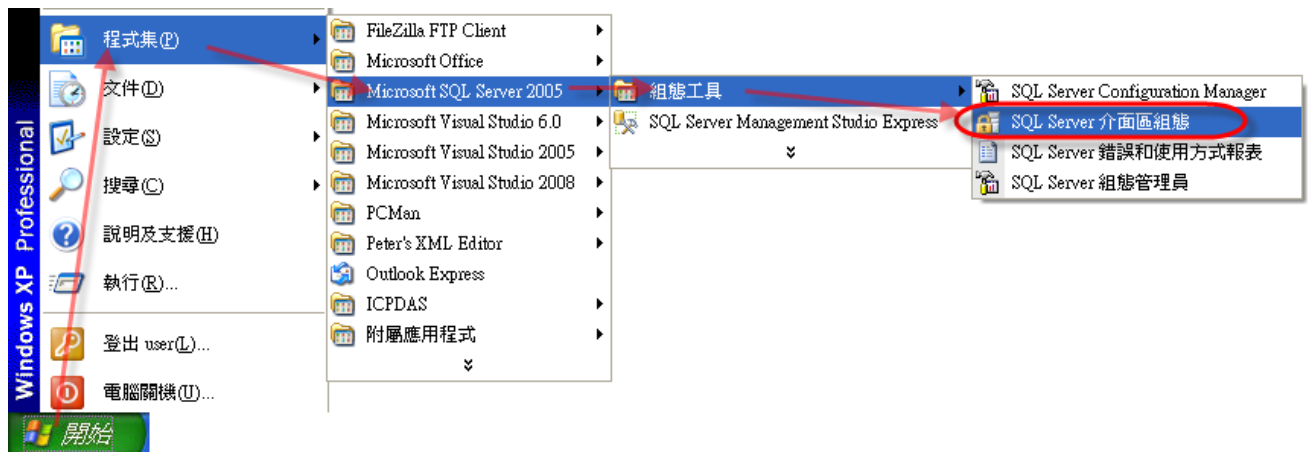 Windows XP Professional
程式集(P)
文件(D)
設定(S)
搜尋(C)
說明及支援(H)
執行(R)...
登出 user(L)...
電腦關機(U)...
開始
FileZilla FTP Client
Microsoft Office
Microsoft SQL Server 2005
Microsoft Visual Studio 6.0
Microsoft Visual Studio 2005
Microsoft Visual Studio 2008
PCMan
Peter's XML Editor
Outlook Express
ICPDAS
附屬應用程式
組態工具
SQL Server Management Studio Express
SQL Server Configuration Manager
SQL Server 介面區組態
SQL Server 錯誤和使用方式報表
SQL Server 組態管理員